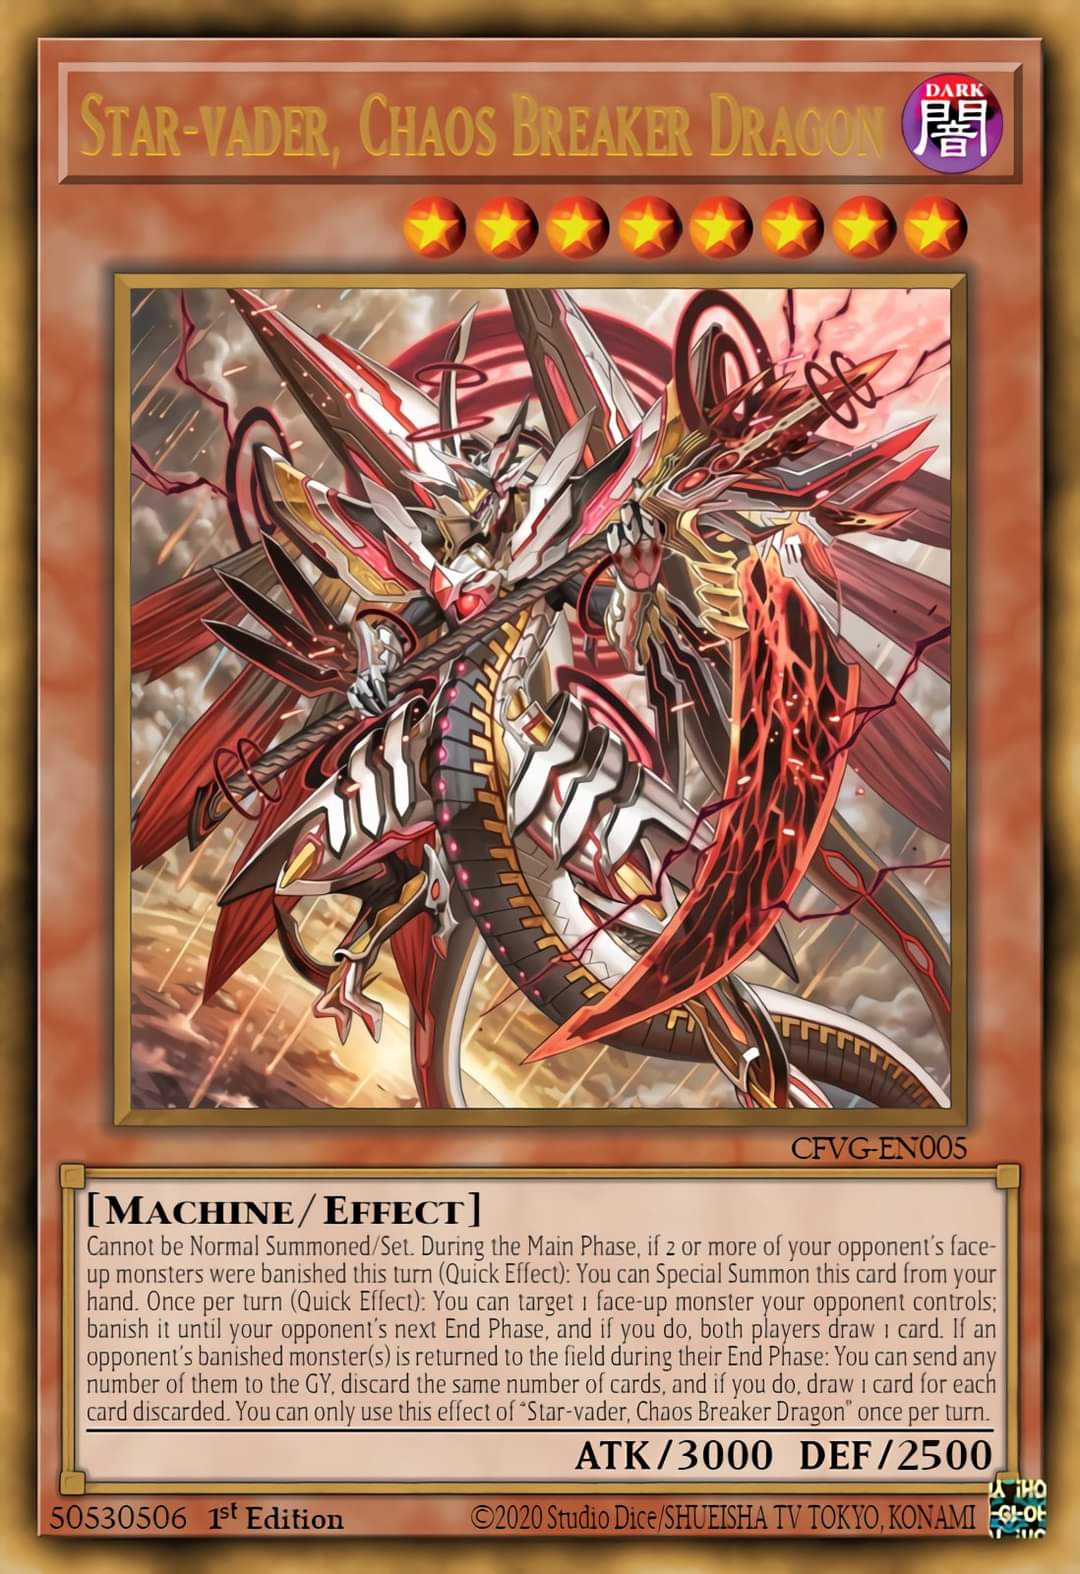 Star-vader, Chaos Breaker Dragon
DARK
闇
CFVG-EN005
[Machine/Effect]
Cannot be Normal Summoned/Set. During the Main Phase, if 2 or more of your opponent's face-
up monsters were banished this turn (Quick Effect): You can Special Summon this card from your
hand. Once per turn (Quick Effect): You can target 1 face-up monster your opponent controls;
banish it until your opponent's next End Phase, and if you do, both players draw 1 card. If an
opponent's banished monster(s) is returned to the field during their End Phase: You can send any
number of them to the GY, discard the same number of cards, and if you do, draw 1 card for each
card discarded. You can only use this effect of "Star-vader, Chaos Breaker Dragon" once per turn.
ATK/3000 DEF/2500
50530506 1st Edition ©2020 Studio Dice/SHUEISHA TV TOKYO, KONAMI